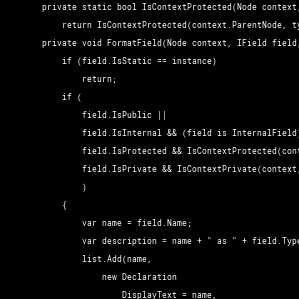 private static bool IsContextProtected(Node context,
return IsContextProtected(context.ParentNode, ty
private void FormatField(Node context, IField field,
if (field.IsStatic == instance)
return;
if (
field.IsPublic ||
field.IsInternal && (field is InternalField
field.IsProtected && IsContextProtected(cont
field.IsPrivate && IsContextPrivate(context,
)
{
var name = field.Name;
var description = name + " as " + field.Type
list.Add(name,
new Declaration
DisplayText = name,